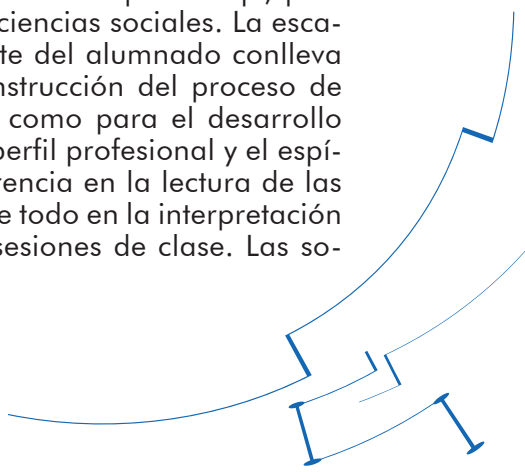 ciencias sociales. La esca-
te del alumnado conlleva
nstrucción del proceso de
como para el desarrollo
perfil profesional y el espí-
rencia en la lectura de las
e todo en la interpretación
sesiones de clase. Las so-